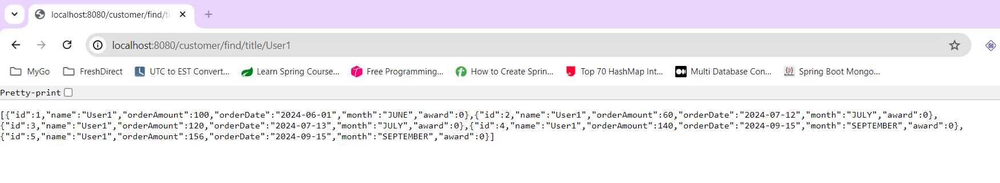 localhost:8080/customer/find/ti
localhost:8080/customer/find/title/User1
MyGo FreshDirect UTC to EST Convert... Learn Spring Course... Free Programming... How to Create Sprin... Top 70 HashMap Int... Multi Database Con... Spring Boot Mongo...
Pretty-print
[{"id":1,"name":"User1","orderAmount":100,"orderDate":"2024-06-01","month":"JUNE","award":0},{"id":2,"name":"User1","orderAmount":60,"orderDate":"2024-07-12","month":"JULY","award":0},
{"id":3,"name":"User1","orderAmount":120,"orderDate":"2024-07-13","month":"JULY","award":0},{"id":4,"name":"User1","orderAmount":140,"orderDate":"2024-09-15","month":"SEPTEMBER","award":0},
{"id":5,"name":"User1","orderAmount":156,"orderDate":"2024-09-15","month":"SEPTEMBER","award":0}]